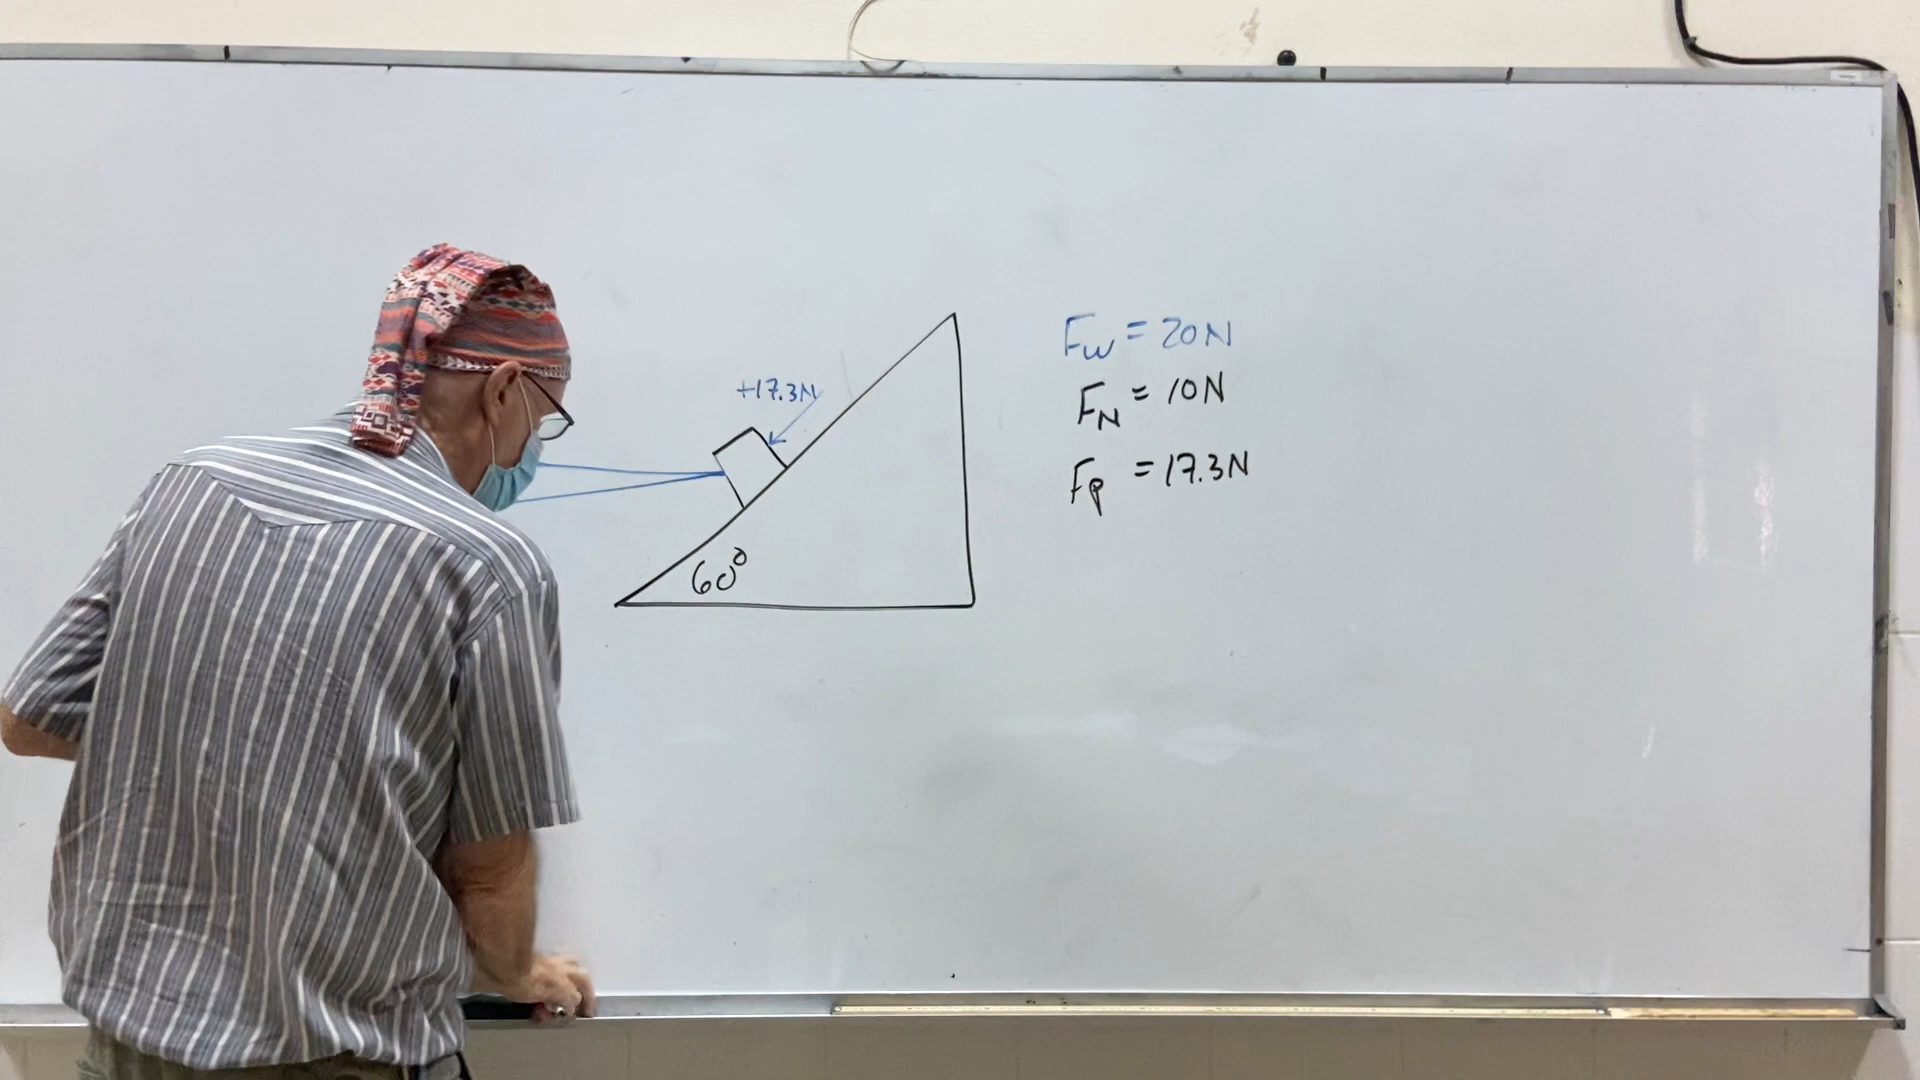 +17.3N
60°
Fw = 20N
FN = 10N
Fp = 17.3N